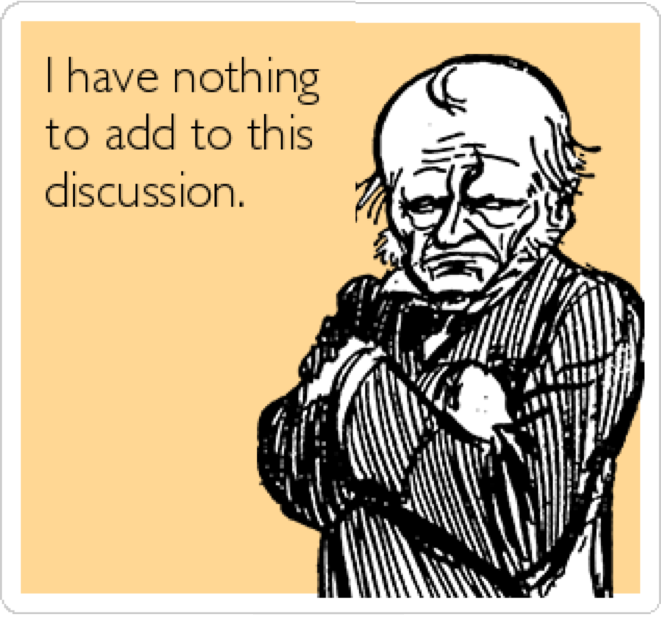 I have nothing
to add to this
discussion.